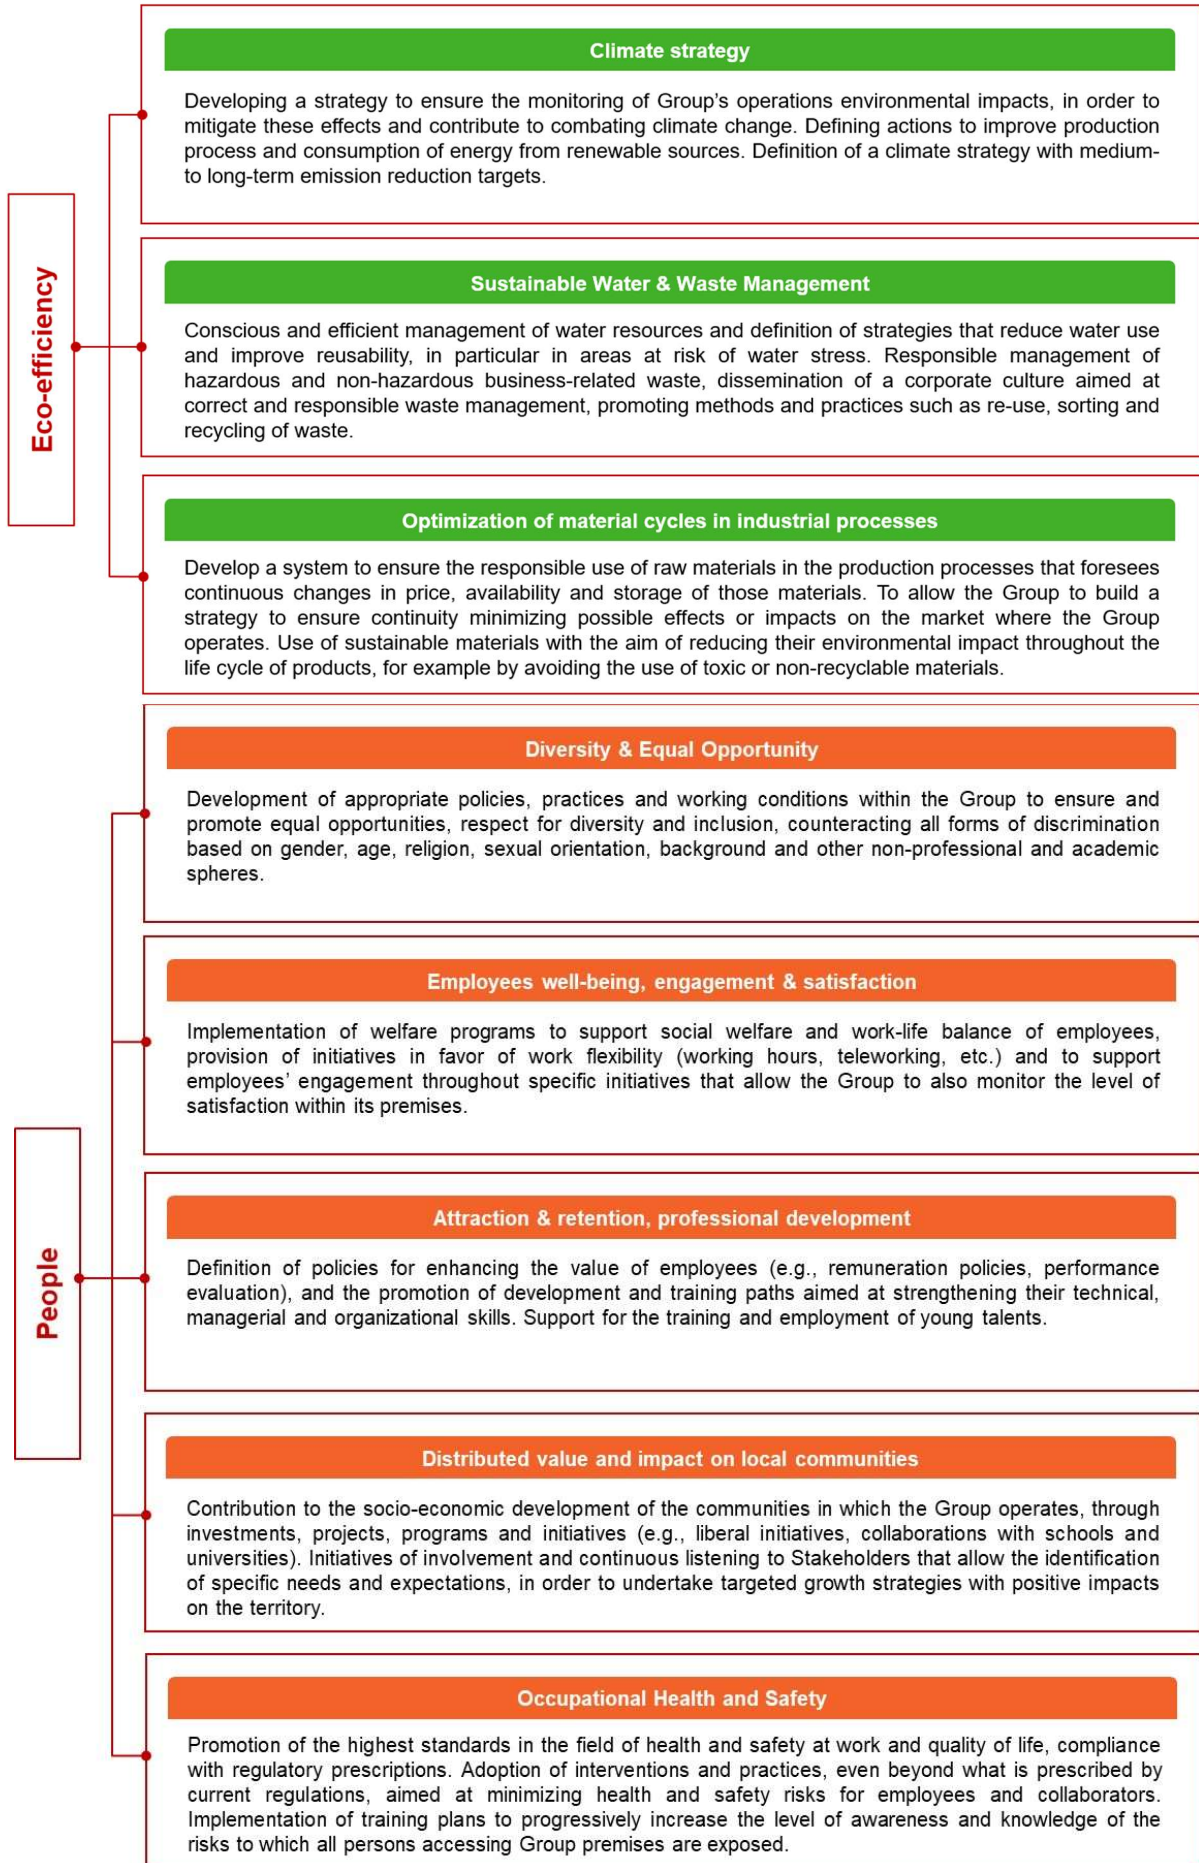 Climate strategy
Developing a strategy to ensure the monitoring of Group's operations environmental impacts, in order to
mitigate these effects and contribute to combating climate change. Defining actions to improve production
process and consumption of energy from renewable sources. Definition of a climate strategy with medium-
to long-term emission reduction targets.
Eco-efficiency
Sustainable Water & Waste Management
Conscious and efficient management of water resources and definition of strategies that reduce water use
and improve reusability, in particular in areas at risk of water stress. Responsible management of
hazardous and non-hazardous business-related waste, dissemination of a corporate culture aimed at
correct and responsible waste management, promoting methods and practices such as re-use, sorting and
recycling of waste.
Optimization of material cycles in industrial processes
Develop a system to ensure the responsible use of raw materials in the production processes that foresees
continuous changes in price, availability and storage of those materials. To allow the Group to build a
strategy to ensure continuity minimizing possible effects or impacts on the market where the Group
operates. Use of sustainable materials with the aim of reducing their environmental impact throughout the
life cycle of products, for example by avoiding the use of toxic or non-recyclable materials.
Diversity & Equal Opportunity
Development of appropriate policies, practices and working conditions within the Group to ensure and
promote equal opportunities, respect for diversity and inclusion, counteracting all forms of discrimination
based on gender, age, religion, sexual orientation, background and other non-professional and academic
spheres.
Employees well-being, engagement & satisfaction
Implementation of welfare programs to support social welfare and work-life balance of employees,
provision of initiatives in favor of work flexibility (working hours, teleworking, etc.) and to support
employees' engagement throughout specific initiatives that allow the Group to also monitor the level of
satisfaction within its premises.
People
Attraction & retention, professional development
Definition of policies for enhancing the value of employees (e.g., remuneration policies, performance
evaluation), and the promotion of development and training paths aimed at strengthening their technical,
managerial and organizational skills. Support for the training and employment of young talents.
Distributed value and impact on local communities
Contribution to the socio-economic development of the communities in which the Group operates, through
investments, projects, programs and initiatives (e.g., liberal initiatives, collaborations with schools and
universities). Initiatives of involvement and continuous listening to Stakeholders that allow the identification
of specific needs and expectations, in order to undertake targeted growth strategies with positive impacts
on the territory.
Occupational Health and Safety
Promotion of the highest standards in the field of health and safety at work and quality of life, compliance
with regulatory prescriptions. Adoption of interventions and practices, even beyond what is prescribed by
current regulations, aimed at minimizing health and safety risks for employees and collaborators.
Implementation of training plans to progressively increase the level of awareness and knowledge of the
risks to which all persons accessing Group premises are exposed.